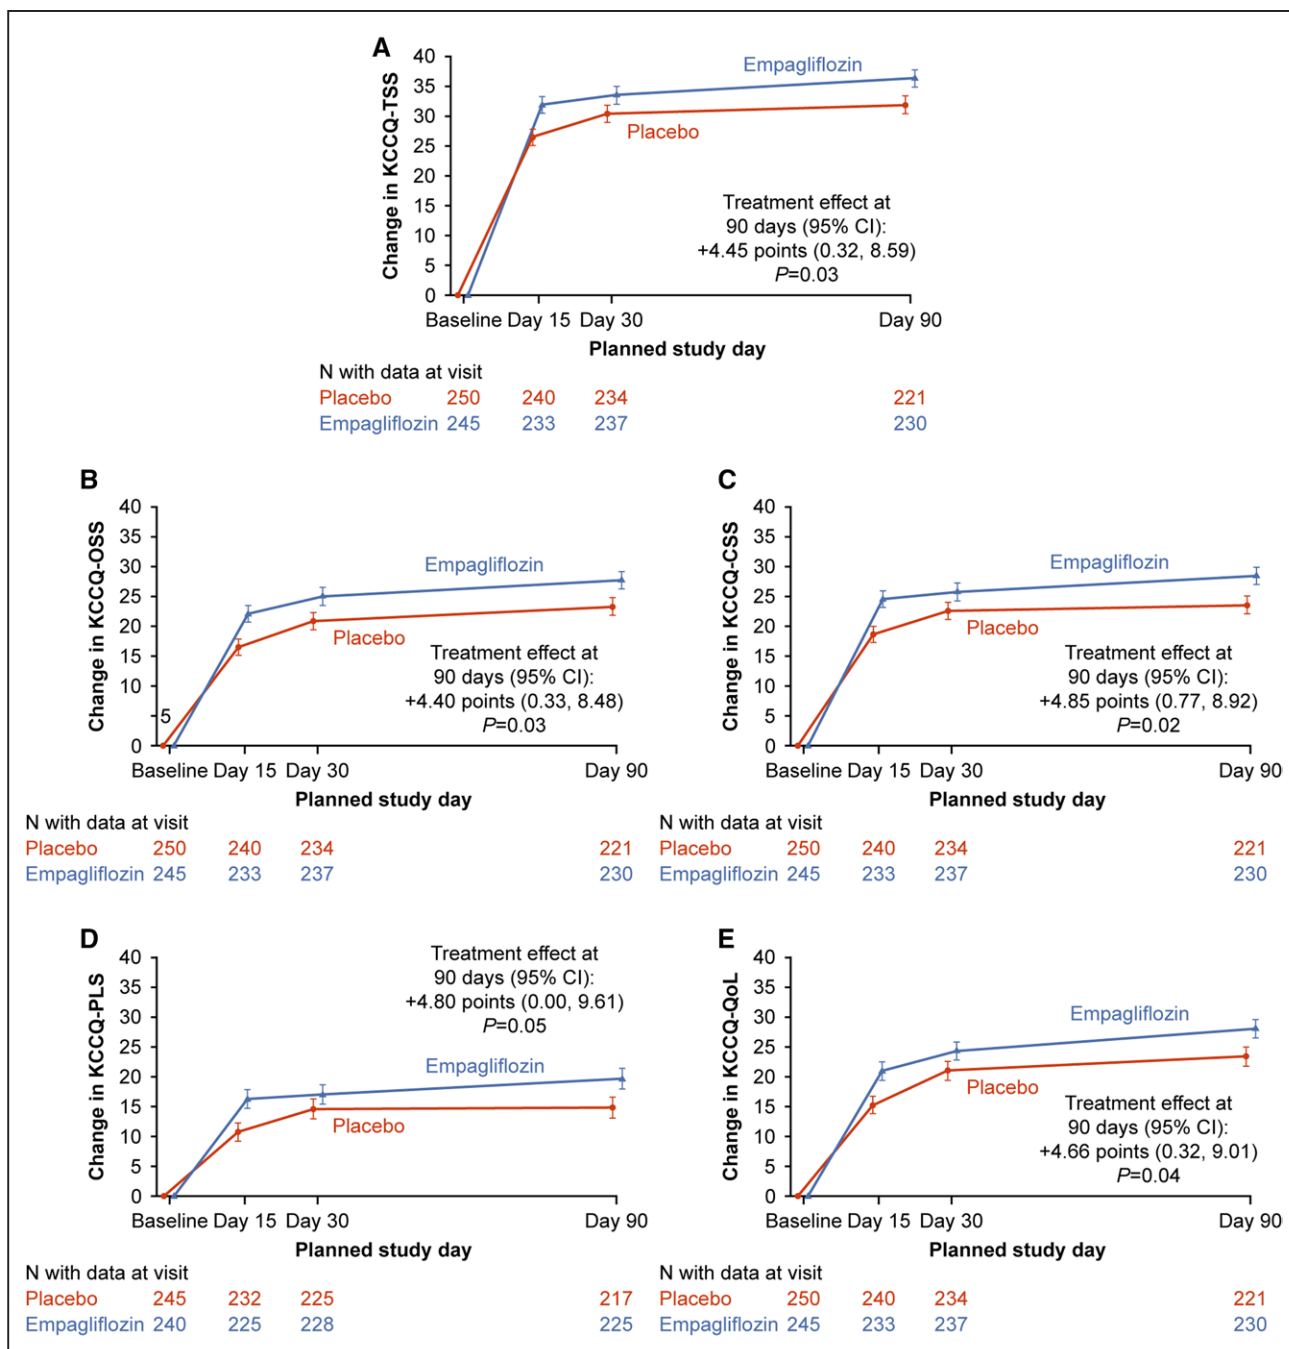 A
40
35
30
25
20
15
10
5
0
Change in KCCQ-TSS
Empagliflozin
Placebo
Treatment effect at
90 days (95% CI):
+4.45 points (0.32, 8.59)
P=0.03
Baseline Day 15 Day 30 Day 90
Planned study day
N with data at visit
Placebo 250 240 234 221
Empagliflozin 245 233 237 230
B
40
35
30
25
20
15
10
5
0
Change in KCCQ-OSS
Empagliflozin
Placebo
Treatment effect at
90 days (95% CI):
+4.40 points (0.33, 8.48)
P=0.03
Baseline Day 15 Day 30 Day 90
Planned study day
N with data at visit
Placebo 250 240 234 221
Empagliflozin 245 233 237 230
C
40
35
30
25
20
15
10
5
0
Change in KCCQ-CSS
Empagliflozin
Placebo
Treatment effect at
90 days (95% CI):
+4.85 points (0.77, 8.92)
P=0.02
Baseline Day 15 Day 30 Day 90
Planned study day
N with data at visit
Placebo 250 240 234 221
Empagliflozin 245 233 237 230
D
40
35
30
25
20
15
10
5
0
Change in KCCQ-PLS
Treatment effect at
90 days (95% CI):
+4.80 points (0.00, 9.61)
P=0.05
Empagliflozin
Placebo
Baseline Day 15 Day 30 Day 90
Planned study day
N with data at visit
Placebo 245 232 225 217
Empagliflozin 240 225 228 225
E
40
35
30
25
20
15
10
5
0
Change in KCCQ-QoL
Empagliflozin
Placebo
Treatment effect at
90 days (95% CI):
+4.66 points (0.32, 9.01)
P=0.04
Baseline Day 15 Day 30 Day 90
Planned study day
N with data at visit
Placebo 250 240 234 221
Empagliflozin 245 233 237 230